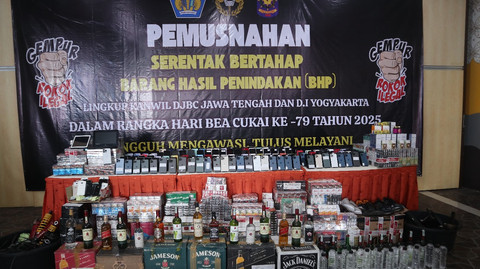 PEMUSNAHAN
SERENTAK BERTAHAP
BARANG HASIL PENINDAKAN (BHP)
LINGKUP KANWIL DJBC JAWA TENGAH DAN D.I YOGYAKARTA
DALAM RANGKA HARI BEA CUKAI KE -79 TAHUN 2025
NGGUH MENGAWASI, TULUS MELAYANI
GEMPUR
ROKOK
ILEGAL
GEMPUR
ROKOK
ILEGAL
JAMESON
JAMESON
JACK DANIEL'S